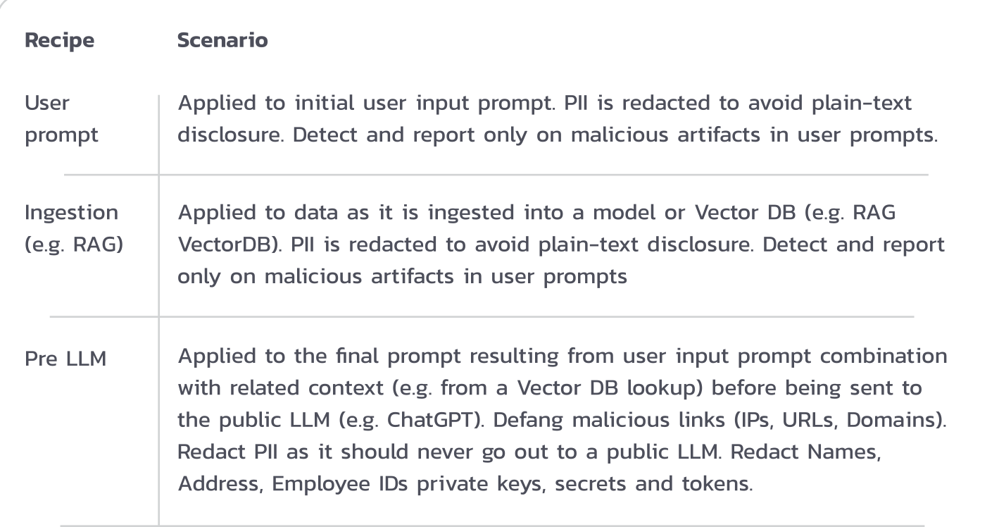 Recipe
Scenario
User
prompt
Applied to initial user input prompt. PII is redacted to avoid plain-text
disclosure. Detect and report only on malicious artifacts in user prompts.
Ingestion
(e.g. RAG)
Applied to data as it is ingested into a model or Vector DB (e.g. RAG
VectorDB). PII is redacted to avoid plain-text disclosure. Detect and report
only on malicious artifacts in user prompts
Pre LLM
Applied to the final prompt resulting from user input prompt combination
with related context (e.g. from a Vector DB lookup) before being sent to
the public LLM (e.g. ChatGPT). Defang malicious links (IPs, URLs, Domains).
Redact PII as it should never go out to a public LLM. Redact Names,
Address, Employee IDs private keys, secrets and tokens.